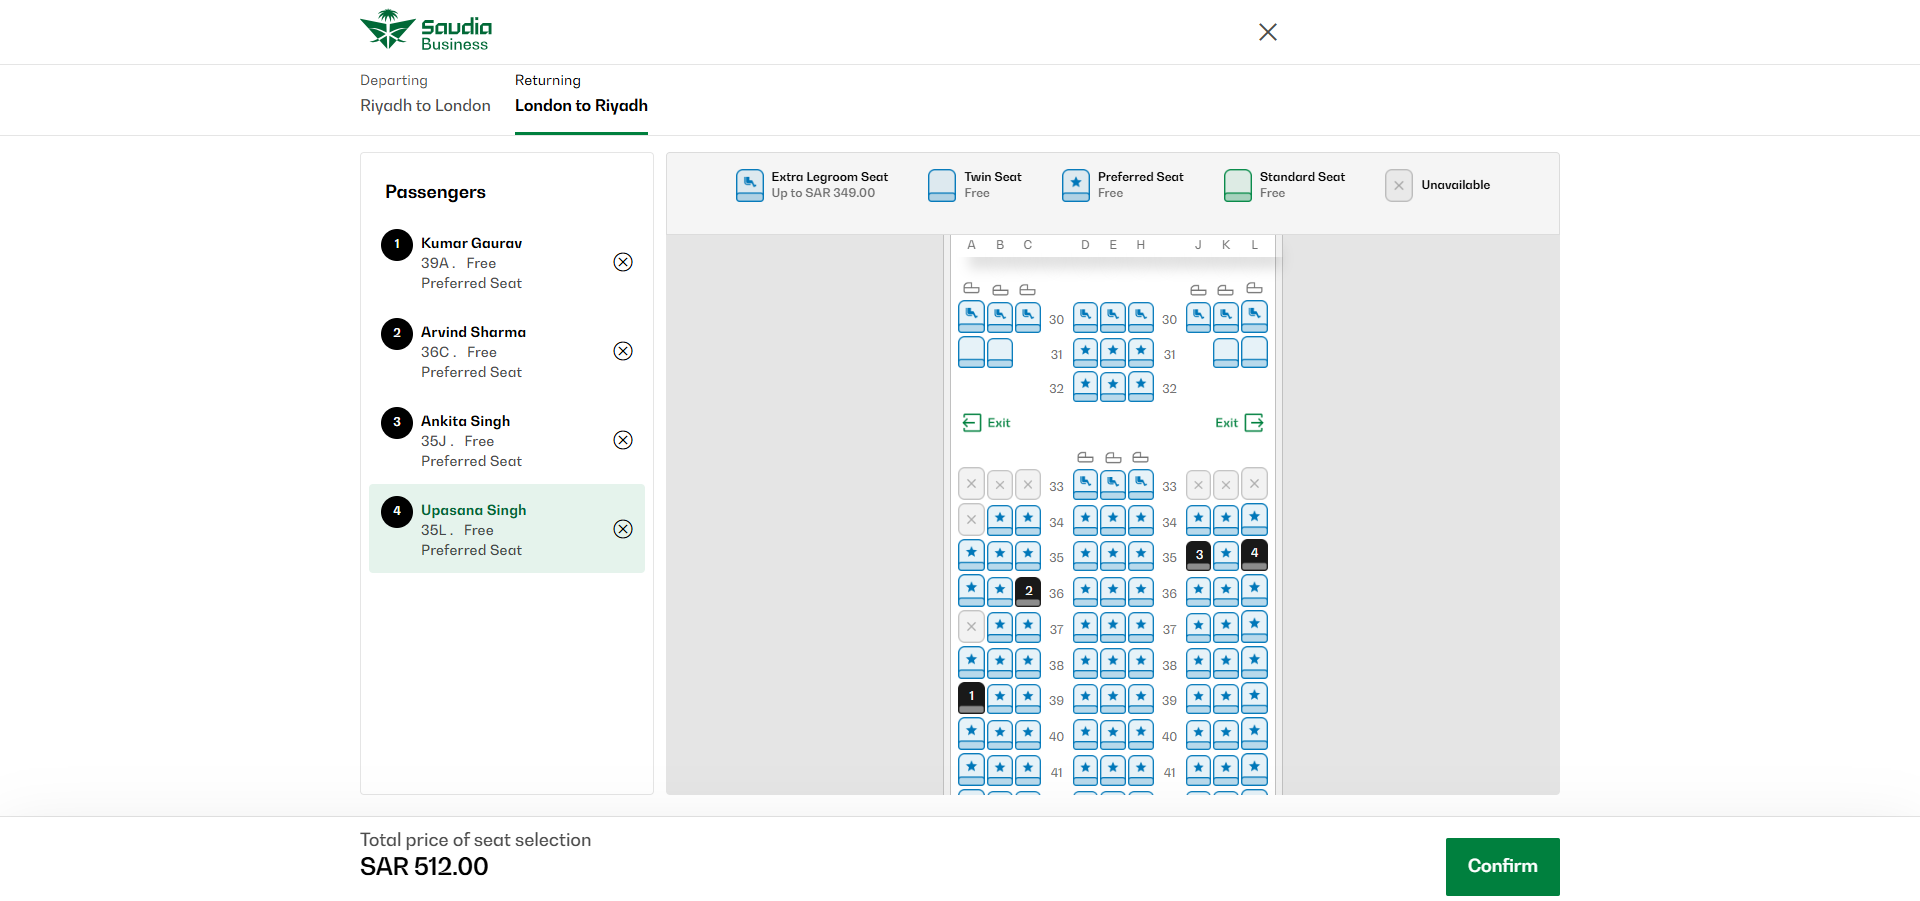 Saudia
Business
Departing
Riyadh to London
Returning
London to Riyadh
Passengers
1
Kumar Gaurav
39A . Free
Preferred Seat
2
Arvind Sharma
36C . Free
Preferred Seat
3
Ankita Singh
35J . Free
Preferred Seat
4
Upasana Singh
35L . Free
Preferred Seat
Extra Legroom Seat
Up to SAR 349.00
Twin Seat
Free
Preferred Seat
Free
Standard Seat
Free
Unavailable
A B C D E H J K L
30 30
31 31
32 32
Exit Exit
33 33
34 34
35 3 35 4
2 36 36
37 37
38 38
1 39 39
40 40
41 41
Total price of seat selection
SAR 512.00
Confirm